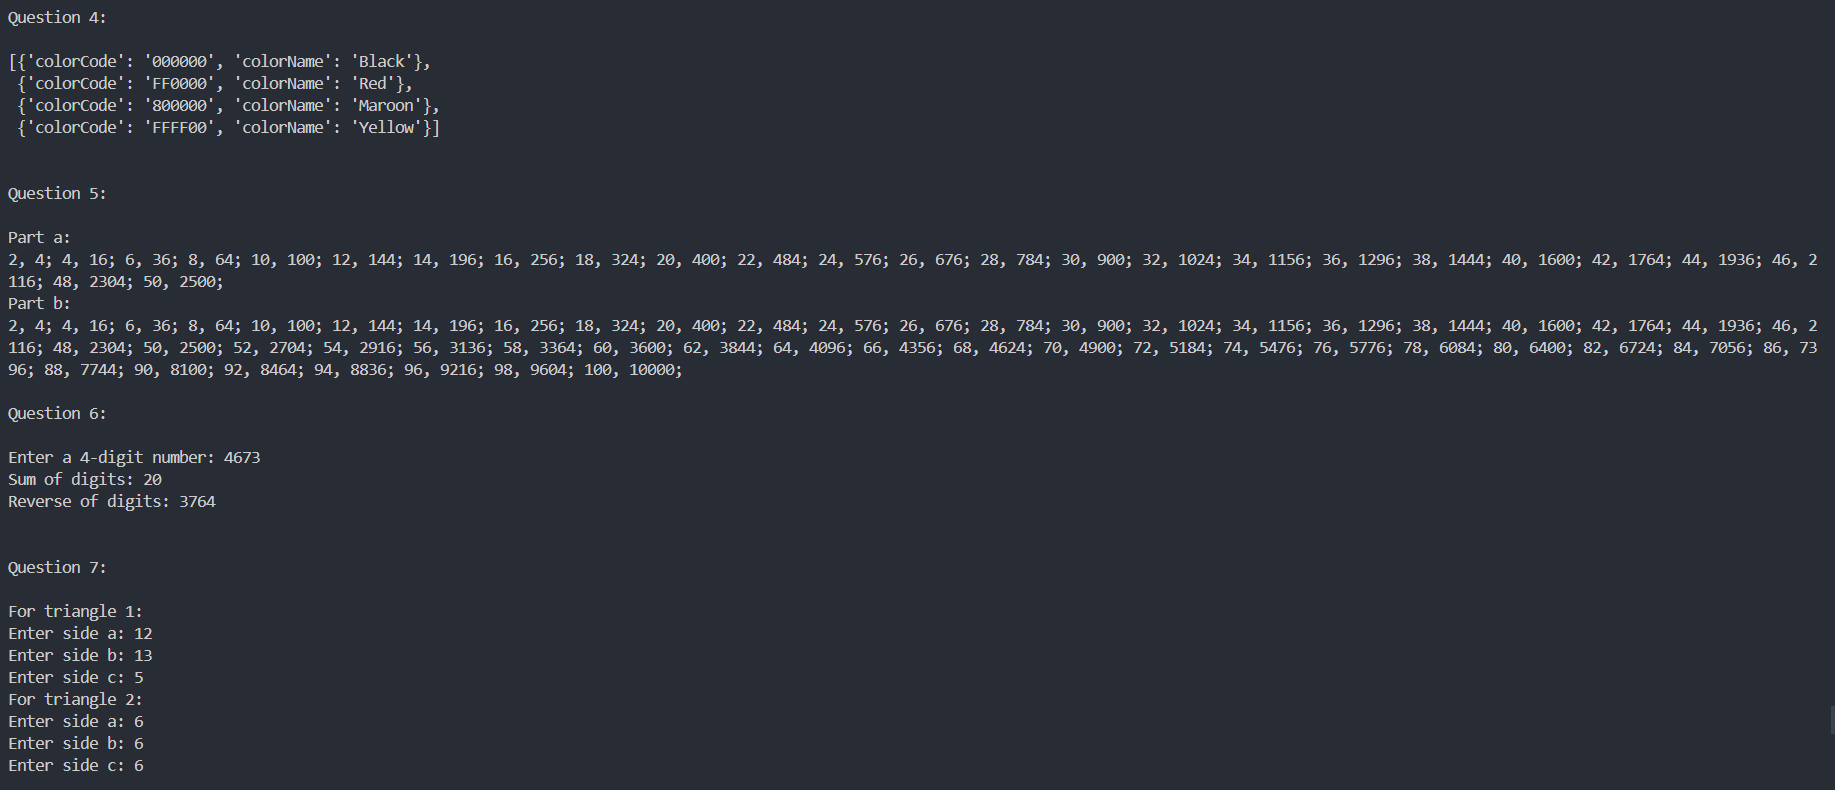 Question 4:
[{'colorCode': '000000', 'colorName': 'Black'},
 {'colorCode': 'FF0000', 'colorName': 'Red'},
 {'colorCode': '800000', 'colorName': 'Maroon'},
 {'colorCode': 'FFFF00', 'colorName': 'Yellow'}]
Question 5:
Part a:
2, 4; 4, 16; 6, 36; 8, 64; 10, 100; 12, 144; 14, 196; 16, 256; 18, 324; 20, 400; 22, 484; 24, 576; 26, 676; 28, 784; 30, 900; 32, 1024; 34, 1156; 36, 1296; 38, 1444; 40, 1600; 42, 1764; 44, 1936; 46, 2
116; 48, 2304; 50, 2500;
Part b:
2, 4; 4, 16; 6, 36; 8, 64; 10, 100; 12, 144; 14, 196; 16, 256; 18, 324; 20, 400; 22, 484; 24, 576; 26, 676; 28, 784; 30, 900; 32, 1024; 34, 1156; 36, 1296; 38, 1444; 40, 1600; 42, 1764; 44, 1936; 46, 2
116; 48, 2304; 50, 2500; 52, 2704; 54, 2916; 56, 3136; 58, 3364; 60, 3600; 62, 3844; 64, 4096; 66, 4356; 68, 4624; 70, 4900; 72, 5184; 74, 5476; 76, 5776; 78, 6084; 80, 6400; 82, 6724; 84, 7056; 86, 73
96; 88, 7744; 90, 8100; 92, 8464; 94, 8836; 96, 9216; 98, 9604; 100, 10000;
Question 6:
Enter a 4-digit number: 4673
Sum of digits: 20
Reverse of digits: 3764
Question 7:
For triangle 1:
Enter side a: 12
Enter side b: 13
Enter side c: 5
For triangle 2:
Enter side a: 6
Enter side b: 6
Enter side c: 6